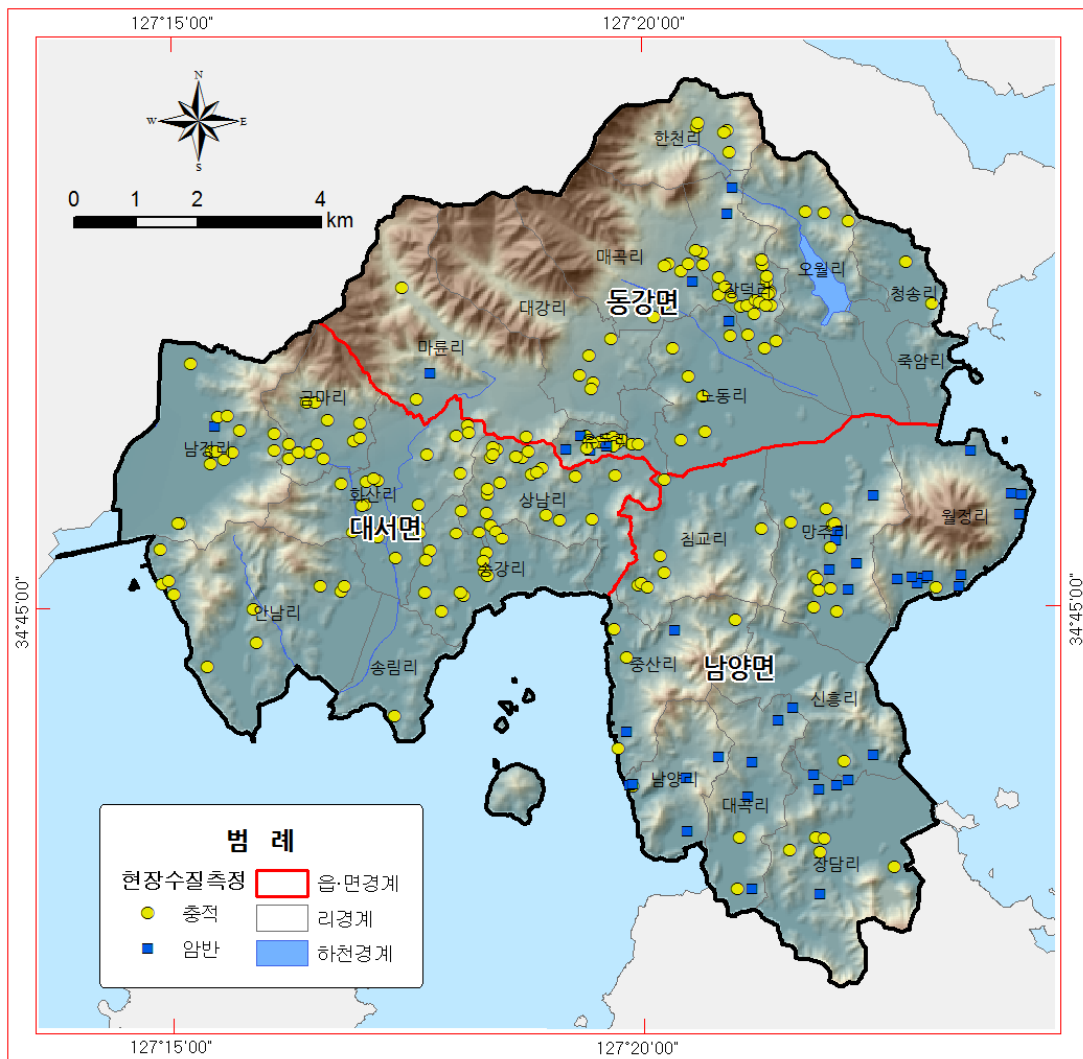 127°15'00" 127°20'00"
N
W E
S
0 1 2 4
km
한천리
매곡리
오월리
장덕리
청송리
동강면
대강리
마륜리
죽암리
금마리
노동리
남정리
유둔리
화산리
상남리
월정리
대서면
침교리
망주리
송강리
34°45'00" 34°45'00"
안남리
중산리
송림리
남양면
신흥리
남양리
대곡리
장담리
범 례
현장수질측정
읍·면경계
충적
리경계
암반
하천경계
127°15'00" 127°20'00"